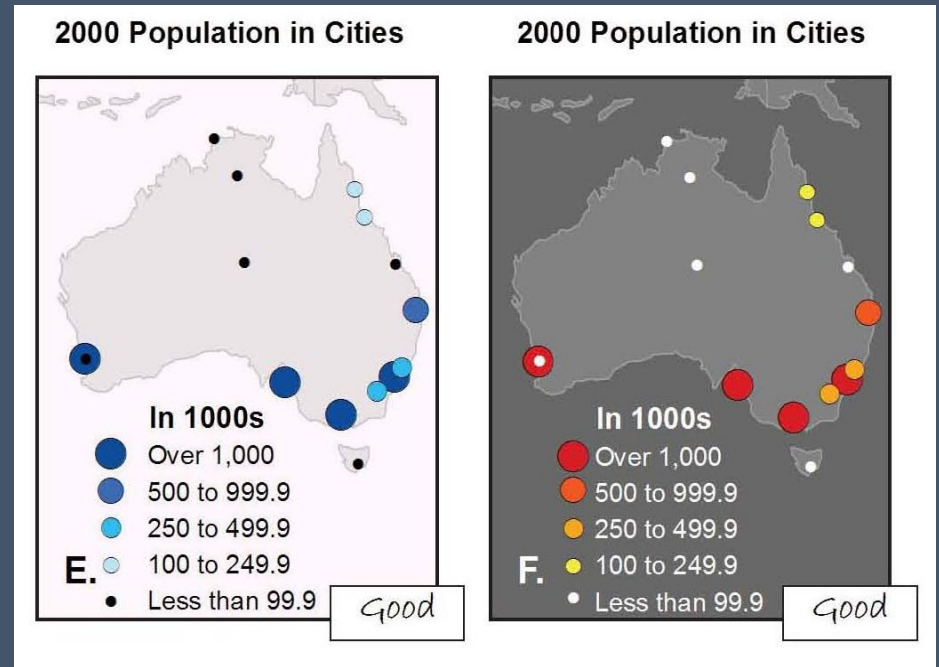 2000 Population in Cities
In 1000s
Over 1,000
500 to 999.9
250 to 499.9
E.
100 to 249.9
Less than 99.9
Good
2000 Population in Cities
In 1000s
Over 1,000
500 to 999.9
250 to 499.9
F.
100 to 249.9
Less than 99.9
Good